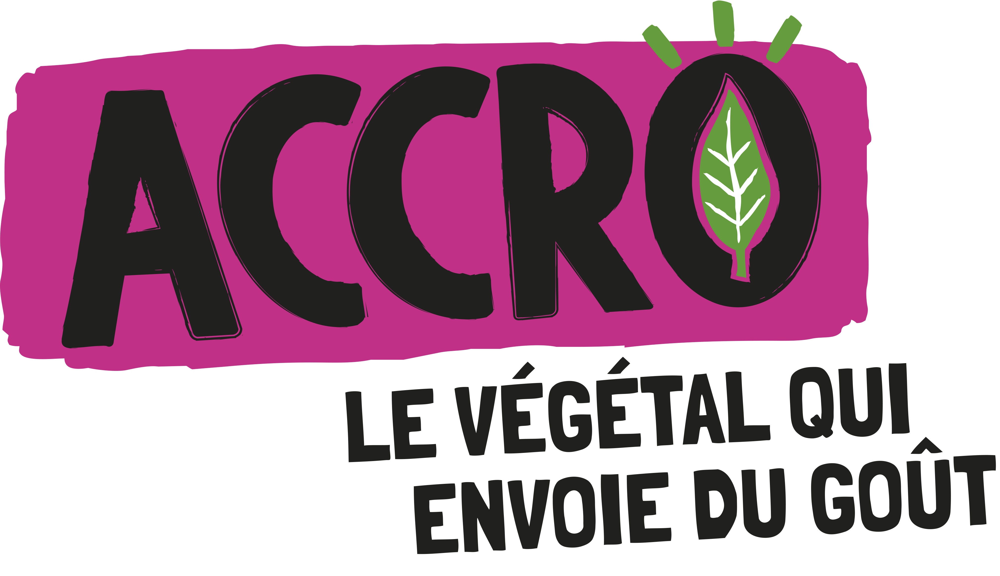 ACCRO
LE VÉGÉTAL QUI
ENVOIE DU GOÛT